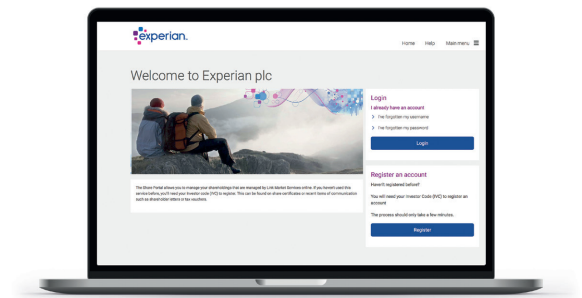 experian.
Home Help Main menu
Welcome to Experian plc
Login
I already have an account
> I've forgotten my username
> I've forgotten my password
Login
The Share Portal allows you to manage your shareholdings that are managed by Link Market Services online. If you haven't used this
service before, you'll need your investor code (IVC) to register. This can be found on share certificates or recent items of communication
such as shareholder letters or tax vouchers.
Register an account
Haven't registered before?
You will need your Investor Code (IVC) to register an
account
The process should only take a few minutes.
Register